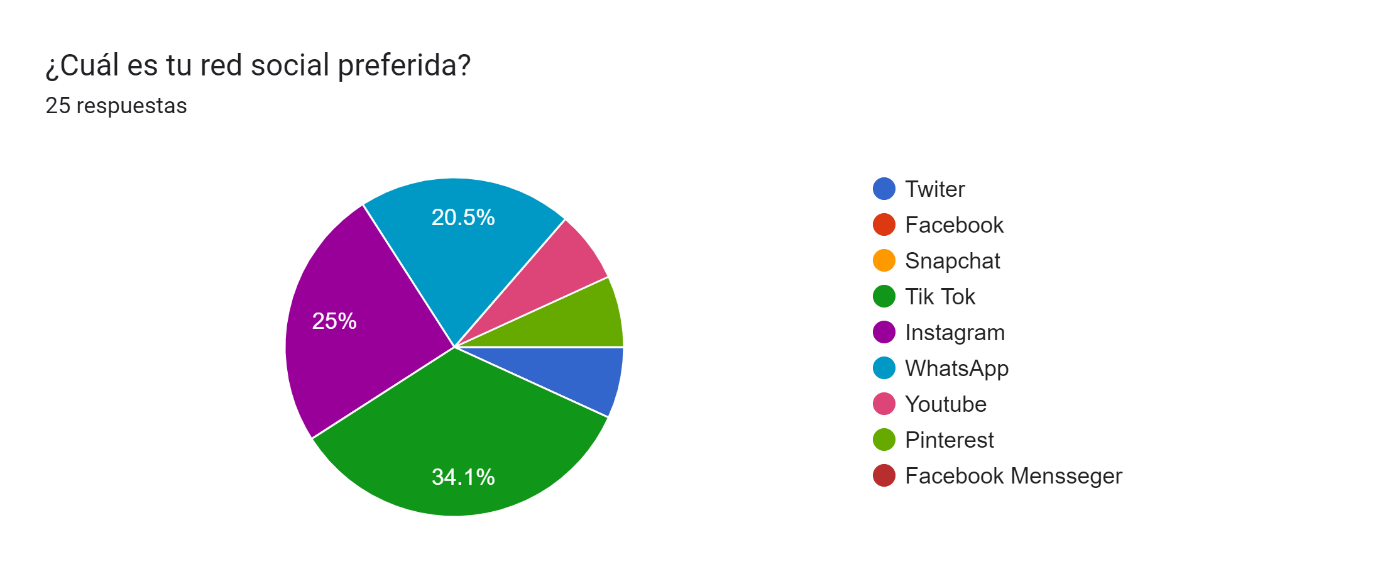 ¿Cuál es tu red social preferida?
25 respuestas
20.5%
25%
34.1%
Twiter
Facebook
Snapchat
Tik Tok
Instagram
WhatsApp
Youtube
Pinterest
Facebook Mensseger